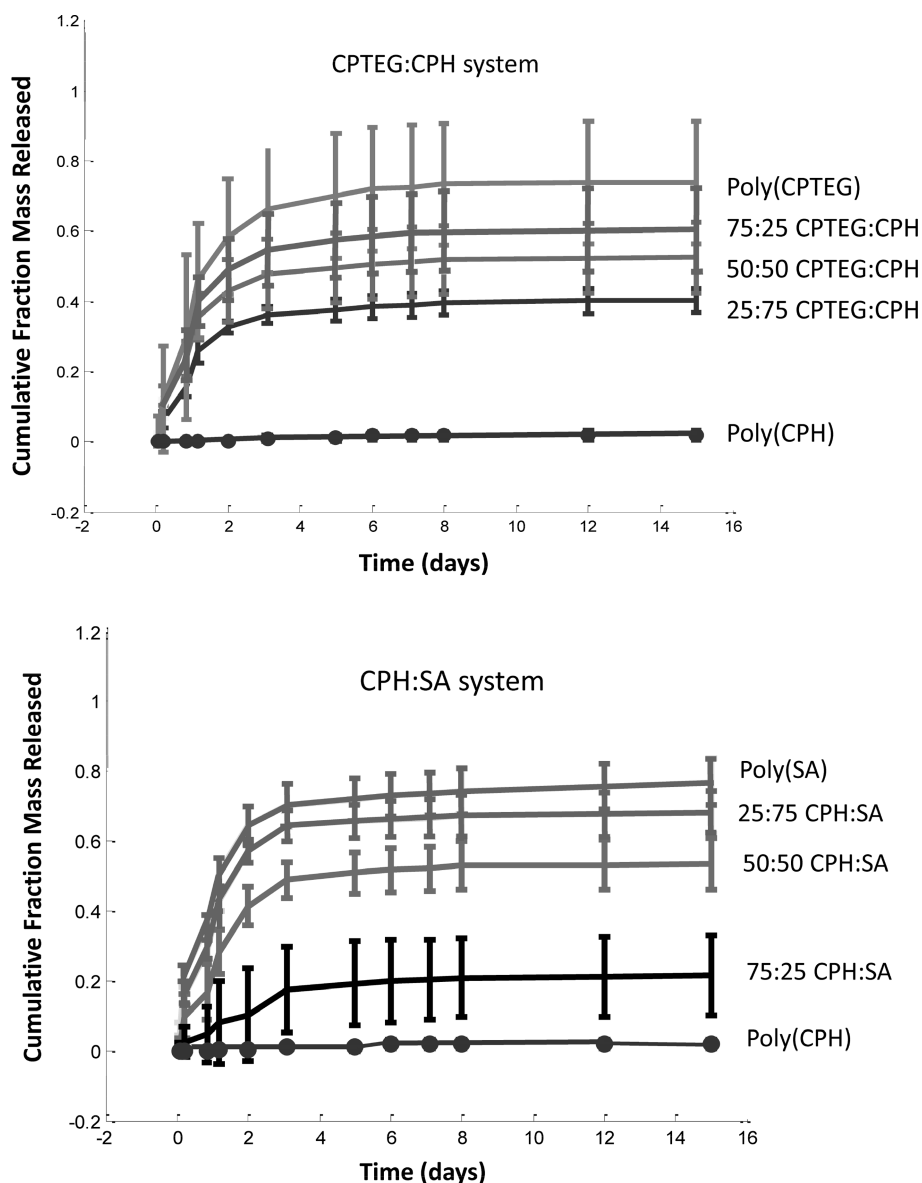 1.2
CPTEG:CPH system
1
0.8
Poly(CPTEG)
75:25 CPTEG:CPH
0.6
50:50 CPTEG:CPH
0.4
25:75 CPTEG:CPH
0.2
0
Poly(CPH)
-0.2
-2 0 2 4 6 8 10 12 14 16
Cumulative Fraction Mass Released
Time (days)
1.2
CPH:SA system
1
0.8
Poly(SA)
25:75 CPH:SA
0.6
50:50 CPH:SA
0.4
0.2
75:25 CPH:SA
0
Poly(CPH)
-0.2
-2 0 2 4 6 8 10 12 14 16
Cumulative Fraction Mass Released
Time (days)